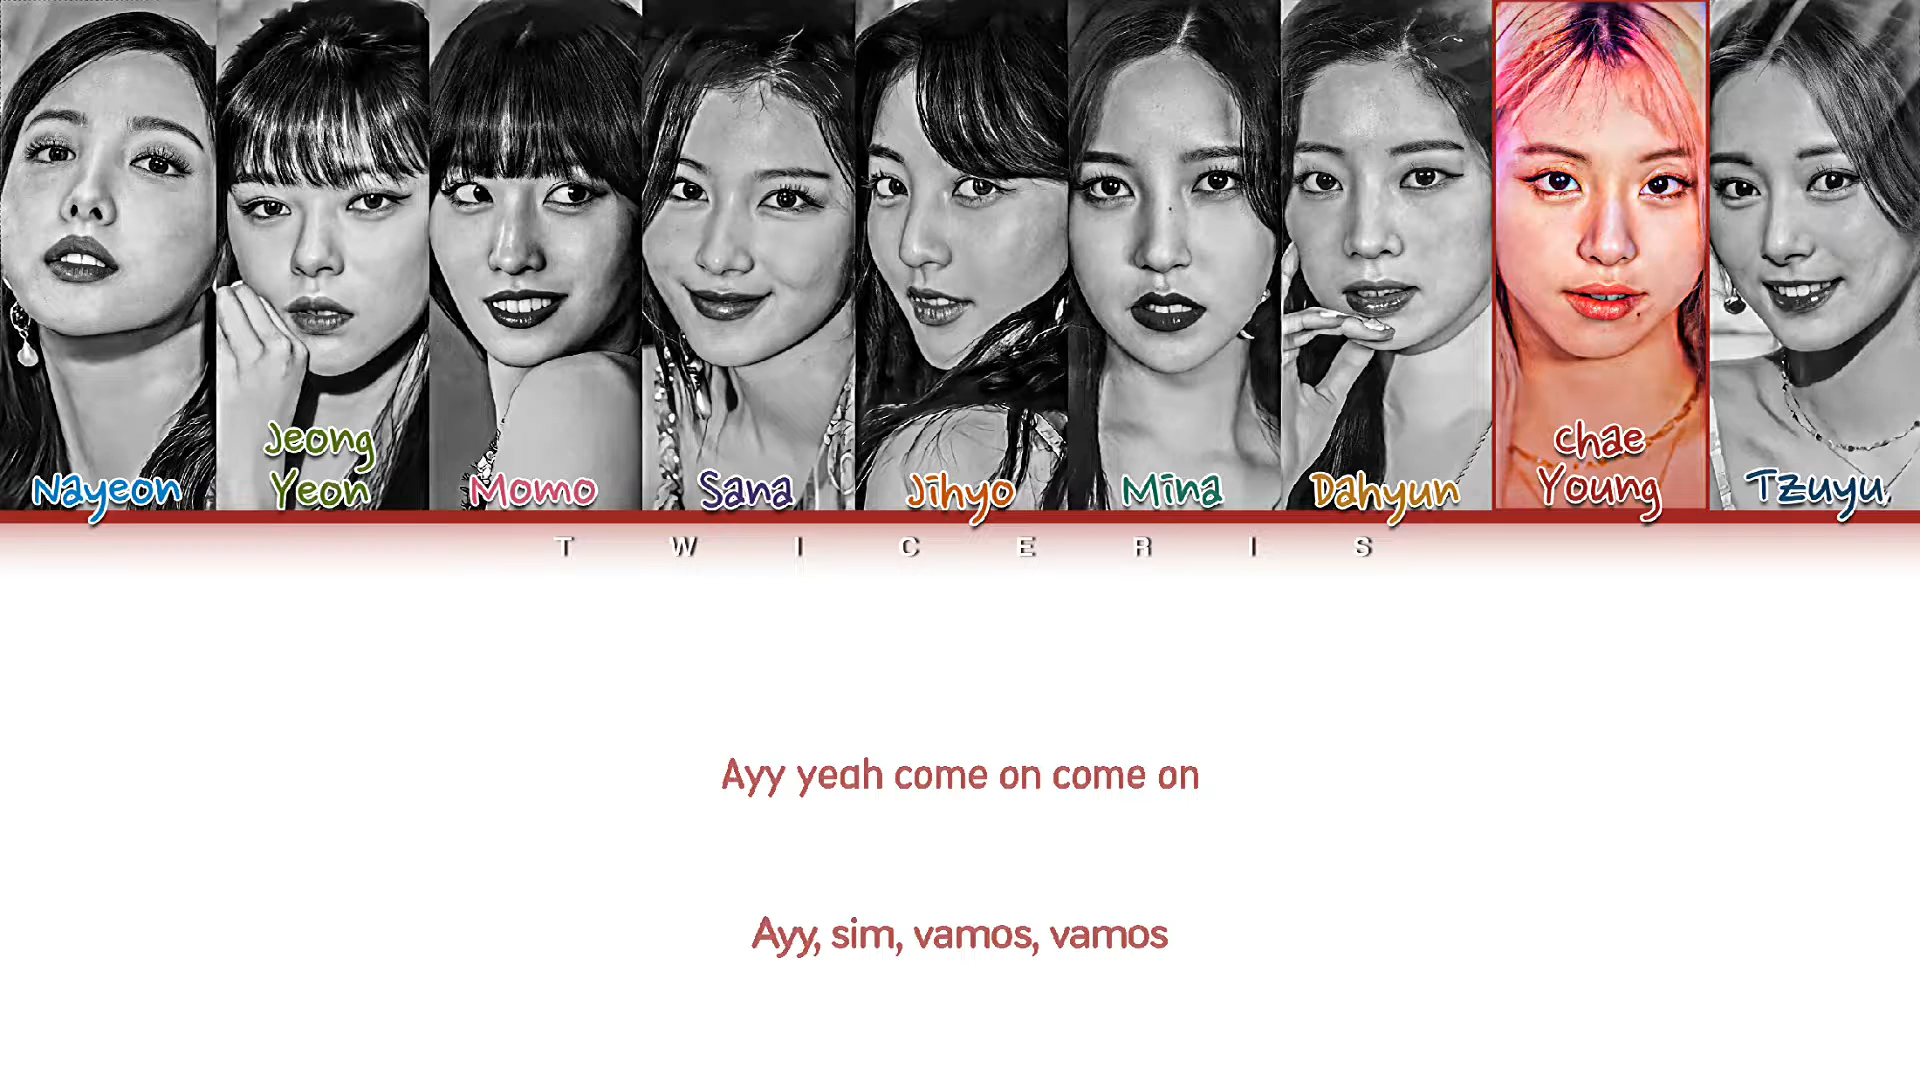 Nayeon
Jeong
Yeon
Momo
Sana
Jihyo
Mina
Dahyun
chae
Young
Tzuyu
TWICERIS
Ayy yeah come on come on
Ayy, sim, vamos, vamos